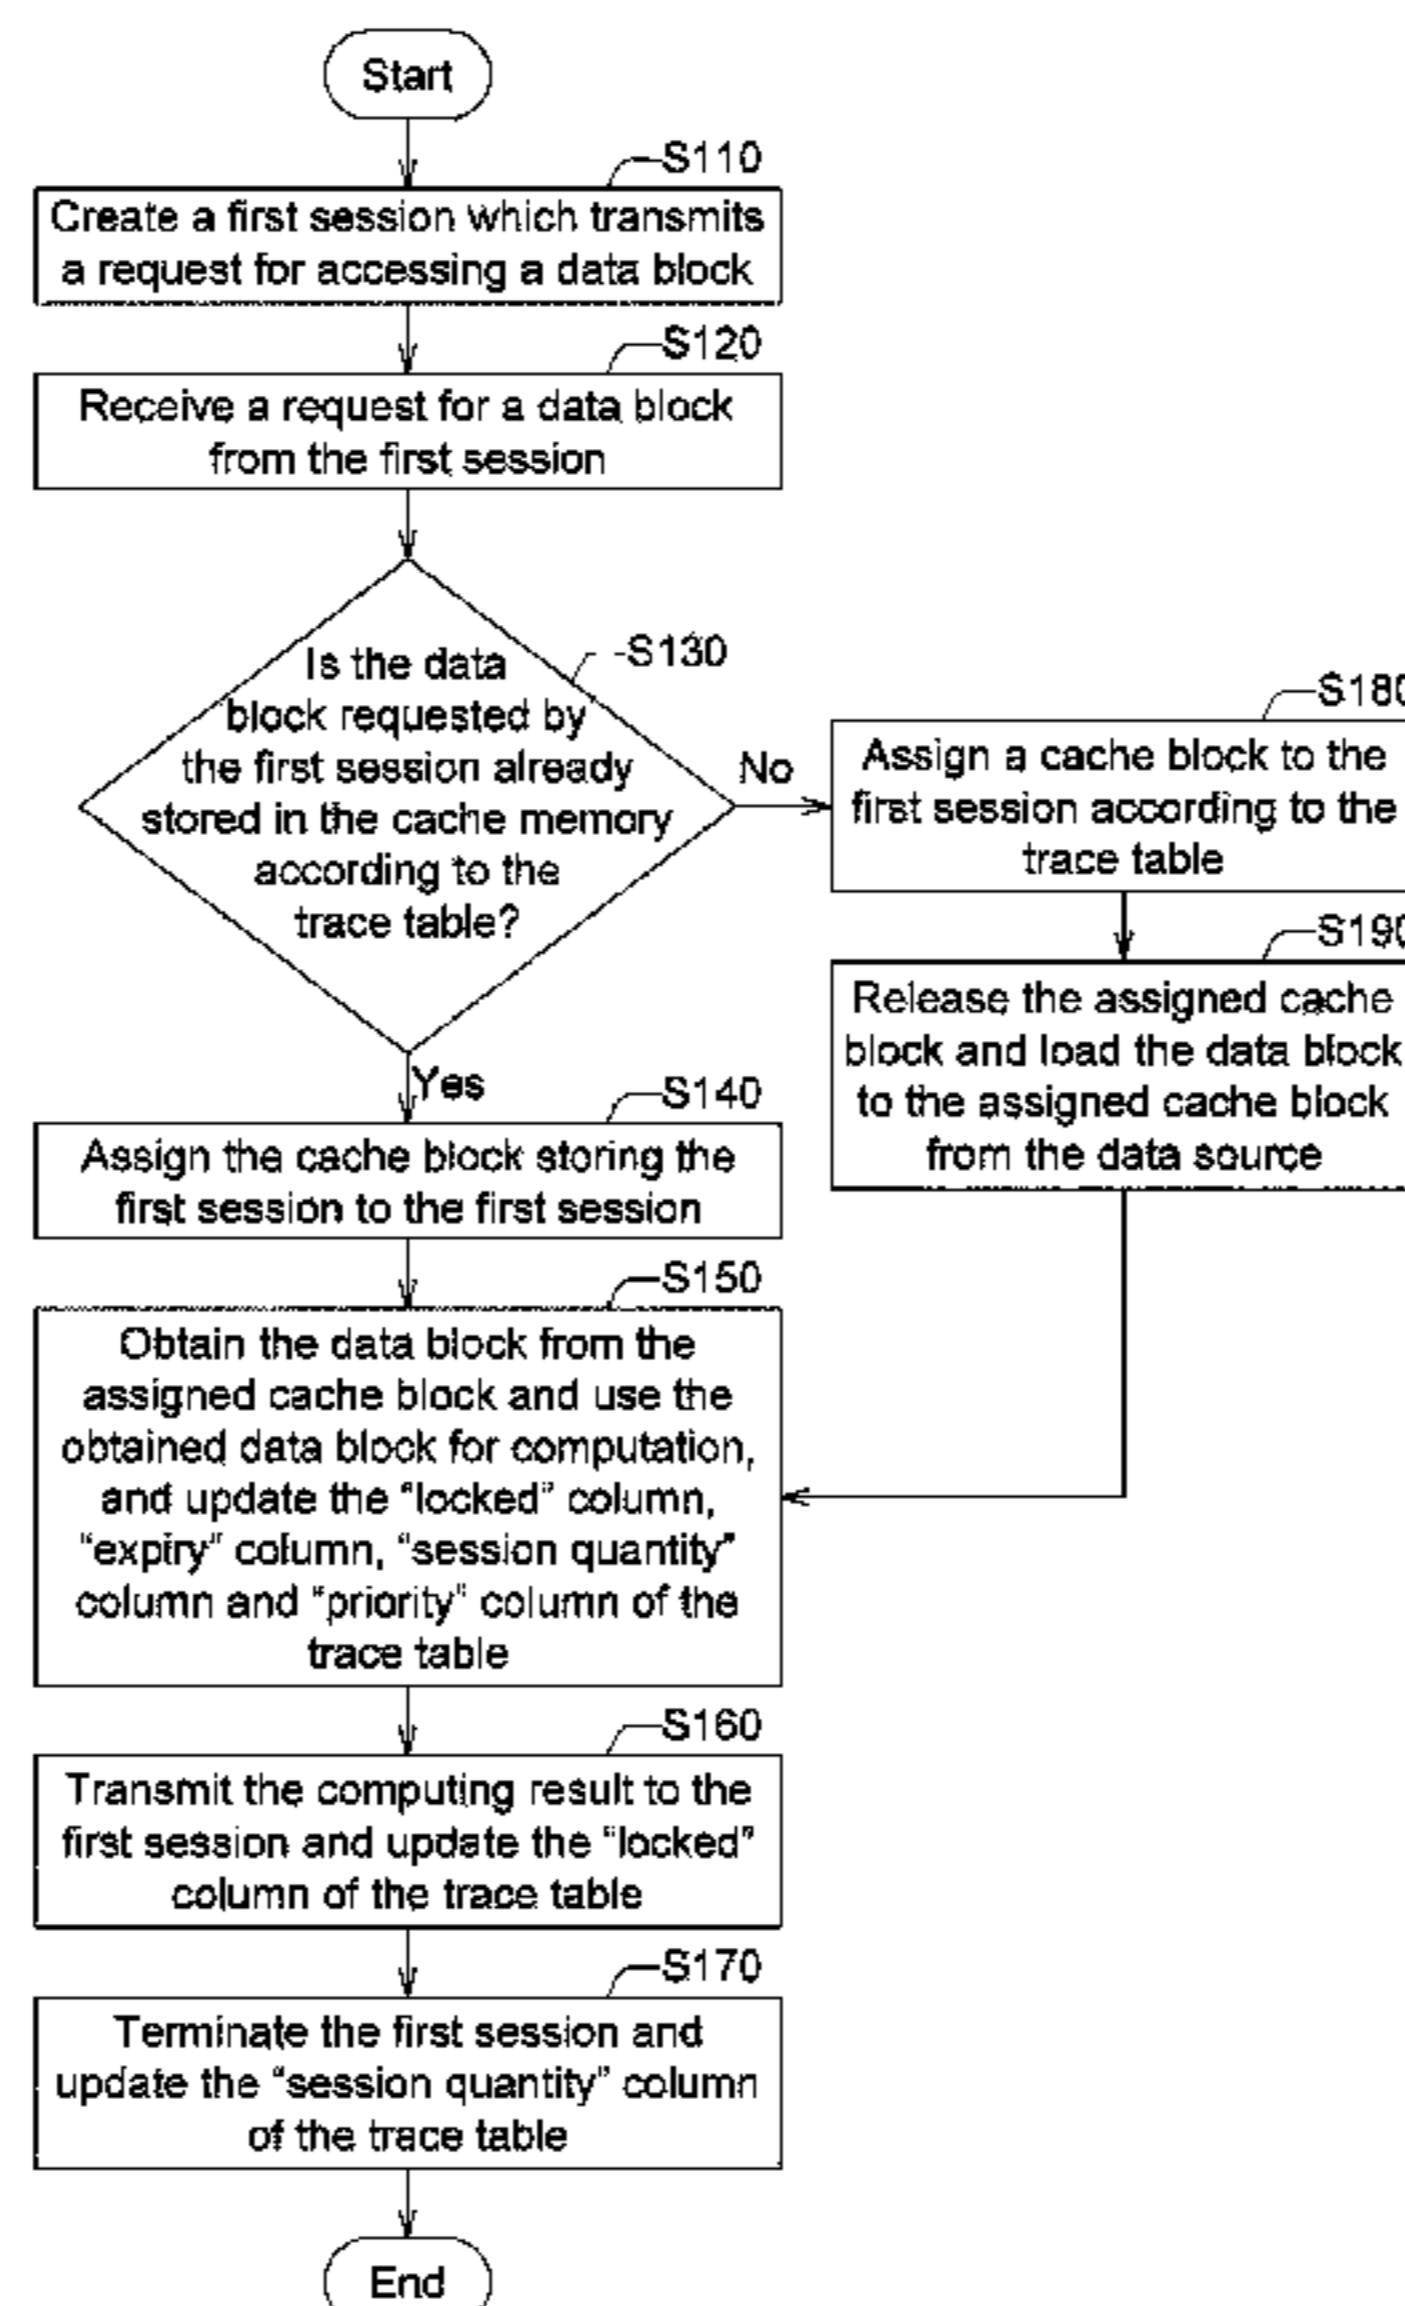 Start
S110
Create a first session which transmits
a request for accessing a data block
S120
Receive a request for a data block
from the first session
S130
Is the data
block requested by
the first session already
stored in the cache memory
according to the
trace table?
No
Yes
S180
Assign a cache block to the
first session according to the
trace table
S190
Release the assigned cache
block and load the data block
to the assigned cache block
from the data source
S140
Assign the cache block storing the
first session to the first session
S150
Obtain the data block from the
assigned cache block and use the
obtained data block for computation,
and update the “locked” column,
“expiry” column, “session quantity”
column and “priority” column of the
trace table
S160
Transmit the computing result to the
first session and update the “locked”
column of the trace table
S170
Terminate the first session and
update the “session quantity” column
of the trace table
End